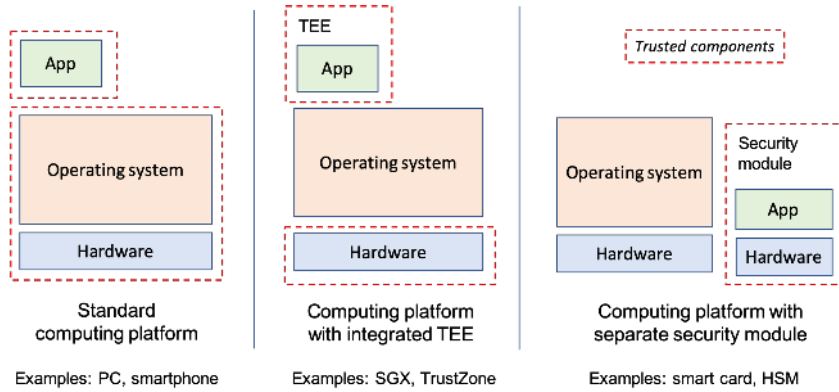 App
Operating system
Hardware
Standard
computing platform
Examples: PC, smartphone
TEE
App
Operating system
Hardware
Computing platform
with integrated TEE
Examples: SGX, TrustZone
Trusted components
Operating system
Hardware
Security
module
App
Hardware
Computing platform with
separate security module
Examples: smart card, HSM